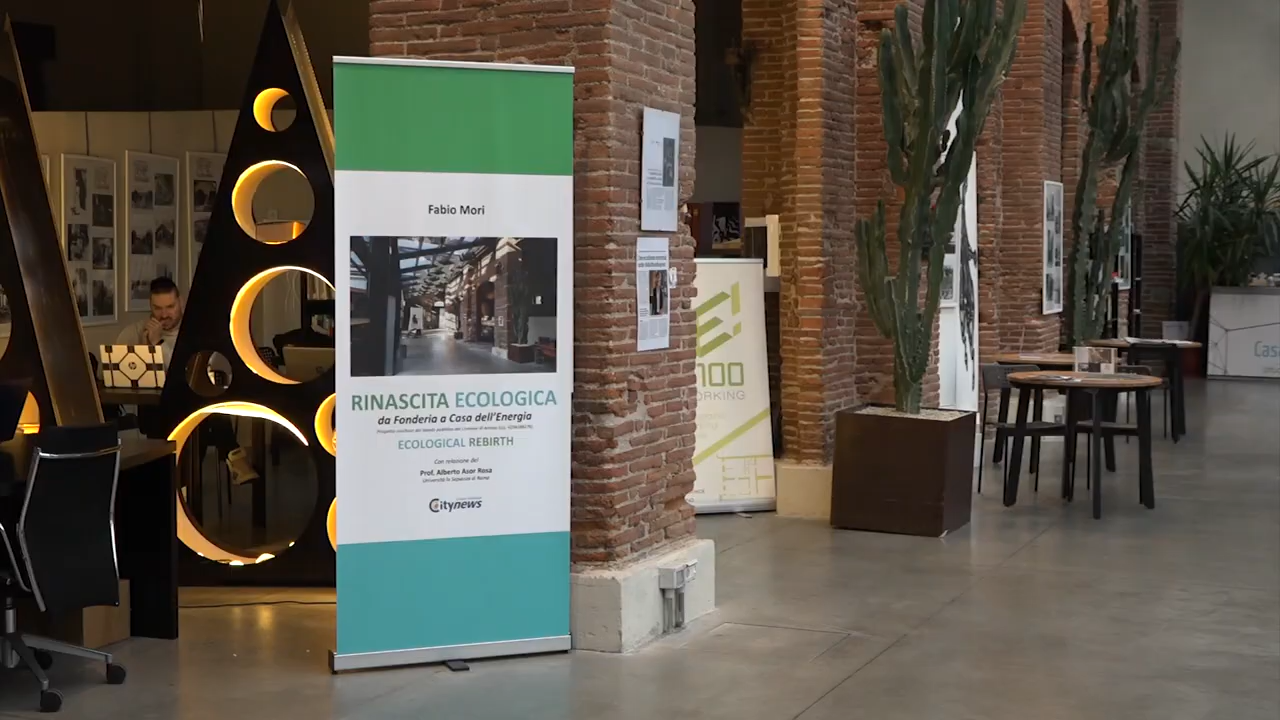 Fabio Mori
RINASCITA ECOLOGICA
da Fonderia a Casa dell'Energia
ECOLOGICAL REBIRTH
Con relazione del
Prof. Alberto Asor Rosa
Università la Sapienza di Roma
Citynews
100
ORKING
Cas